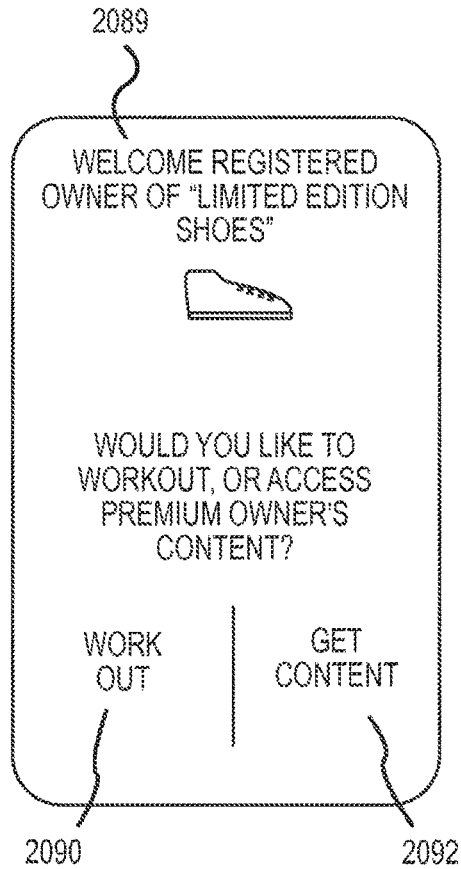 2089
WELCOME REGISTERED
OWNER OF “LIMITED EDITION
SHOES”
WOULD YOU LIKE TO
WORKOUT, OR ACCESS
PREMIUM OWNER'S
CONTENT?
WORK
OUT
GET
CONTENT
2090
2092